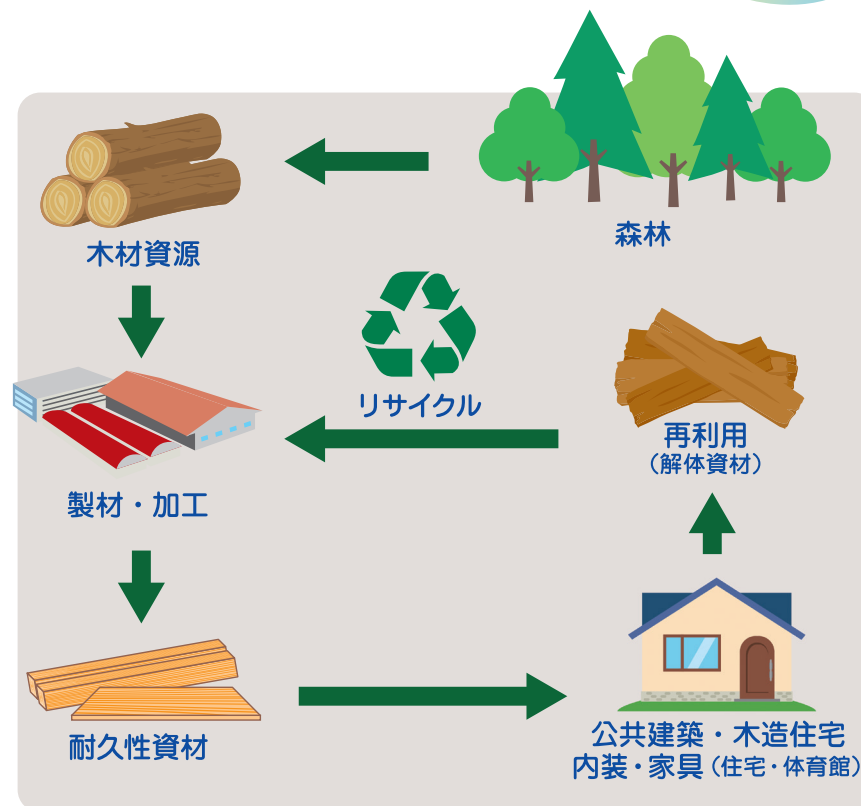 木材資源
森林
リサイクル
再利用
（解体資材）
製材・加工
耐久性資材
公共建築・木造住宅
内装・家具（住宅・体育館）